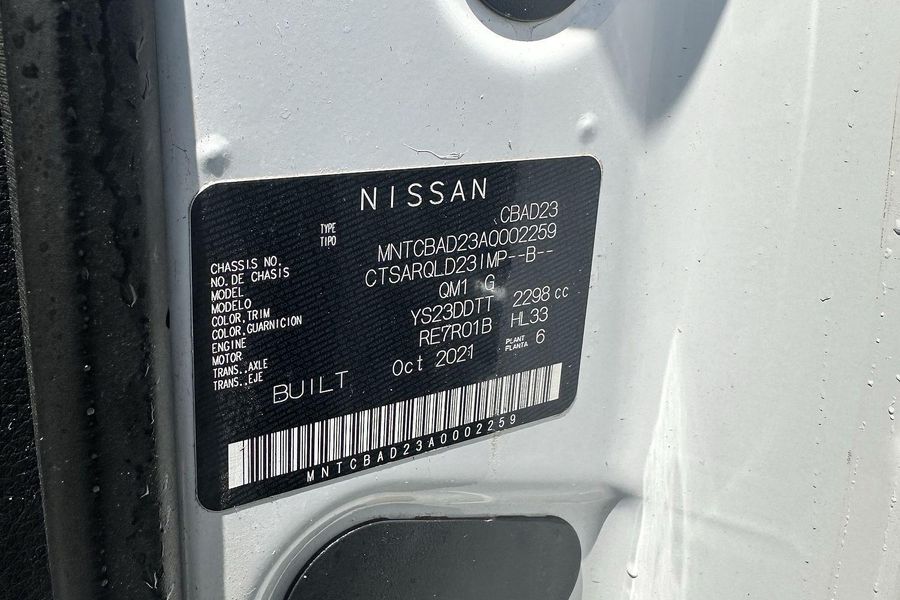 NISSAN
TYPE CBAD23
TIPO
CHASSIS NO. MNTCBAD23A0002259
NO. DE CHASIS
MODEL CTSARQLD23IMP--B--
MODELO
COLOR,TRIM QM1 G
COLOR,GUARNICION
ENGINE YS23DDTT 2298 cc
MOTOR
TRANS.,AXLE RE7R01B HL33
TRANS.,EJE
PLANT 6
PLANTA
BUILT Oct 2021
MNTCBAD23A0002259